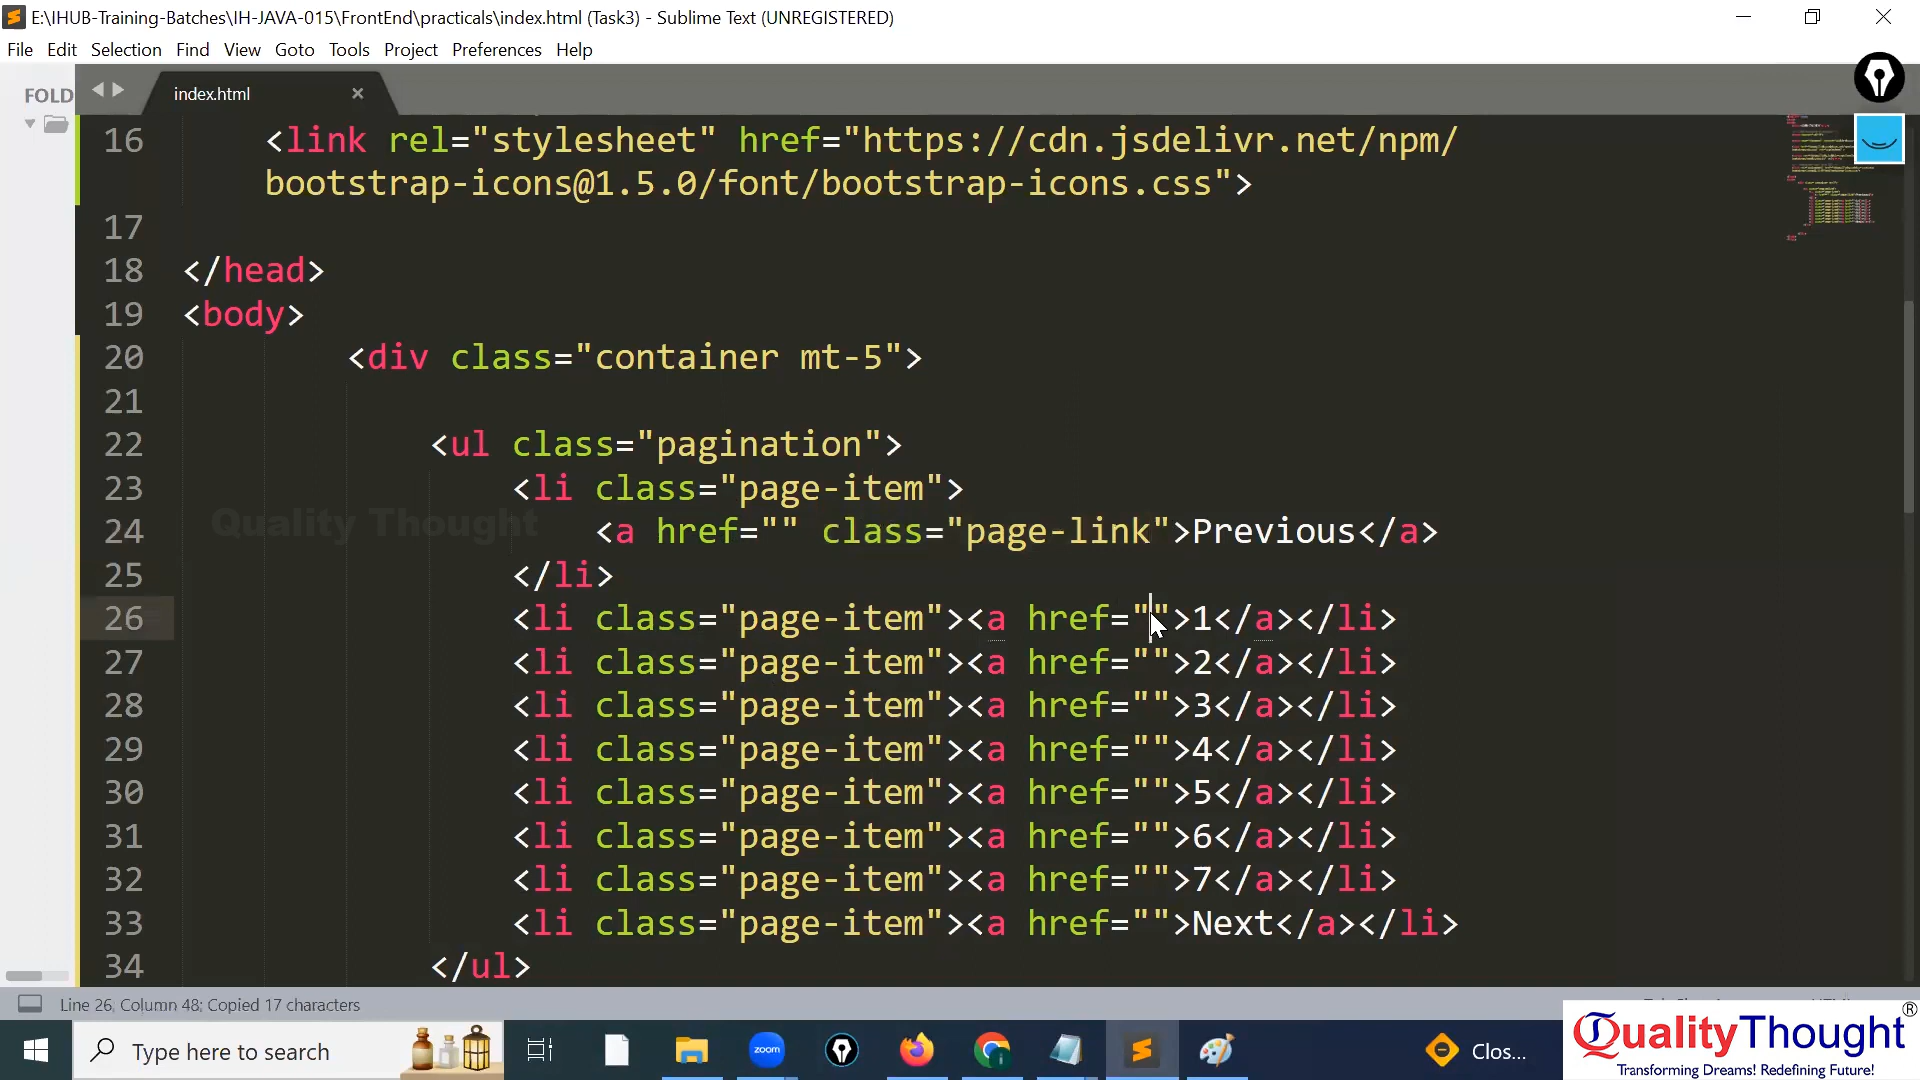 E:\IHUB-Training-Batches\IH-JAVA-015\FrontEnd\practicals\index.html (Task3) - Sublime Text (UNREGISTERED)
File Edit Selection Find View Goto Tools Project Preferences Help
FOLD
index.html ×
16 <link rel="stylesheet" href="https://cdn.jsdelivr.net/npm/
bootstrap-icons@1.5.0/font/bootstrap-icons.css">
17
18 </head>
19 <body>
20 <div class="container mt-5">
21
22 <ul class="pagination">
23 <li class="page-item">
24 <a href="" class="page-link">Previous</a>
25 </li>
26 <li class="page-item"><a href="">1</a></li>
27 <li class="page-item"><a href="">2</a></li>
28 <li class="page-item"><a href="">3</a></li>
29 <li class="page-item"><a href="">4</a></li>
30 <li class="page-item"><a href="">5</a></li>
31 <li class="page-item"><a href="">6</a></li>
32 <li class="page-item"><a href="">7</a></li>
33 <li class="page-item"><a href="">Next</a></li>
34 </ul>
Quality Thought
Line 26, Column 48; Copied 17 characters
Type here to search
zoom
Clos...
QualityThought®
Transforming Dreams! Redefining Future!